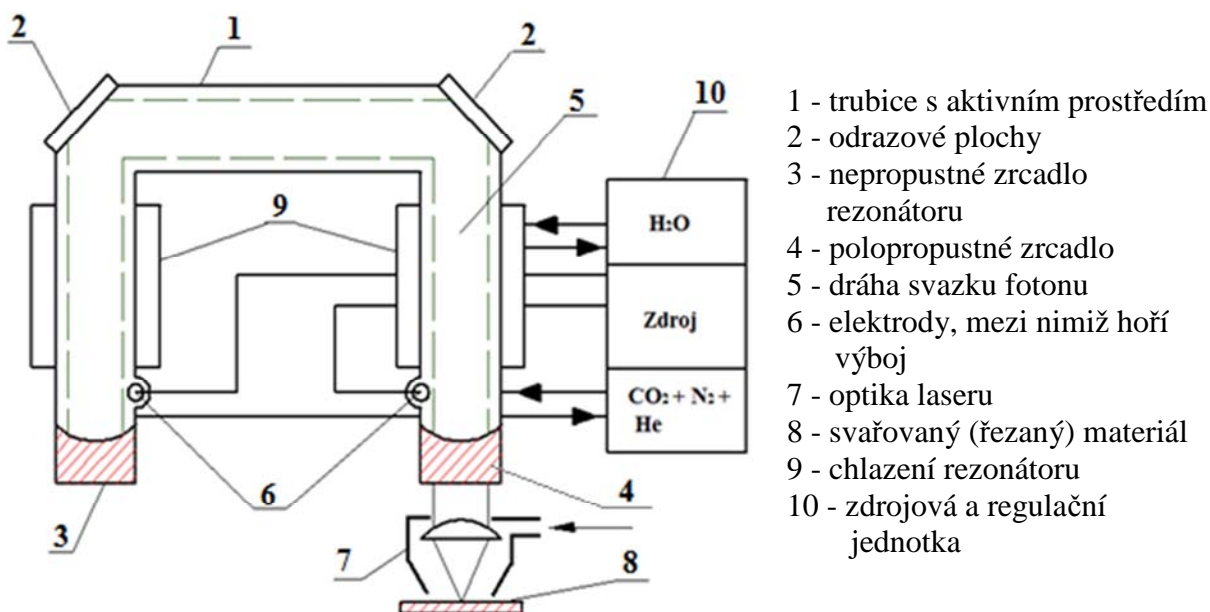 2
1
2
5
10
9
H₂O
Zdroj
CO₂ + N₂ +
He
3
6
4
7
8
1 - trubice s aktivním prostředím
2 - odrazové plochy
3 - nepropustné zrcadlo
rezonátoru
4 - polopropustné zrcadlo
5 - dráha svazku fotonu
6 - elektrody, mezi nimiž hoří
výboj
7 - optika laseru
8 - svařovaný (řezaný) materiál
9 - chlazení rezonátoru
10 - zdrojová a regulační
jednotka